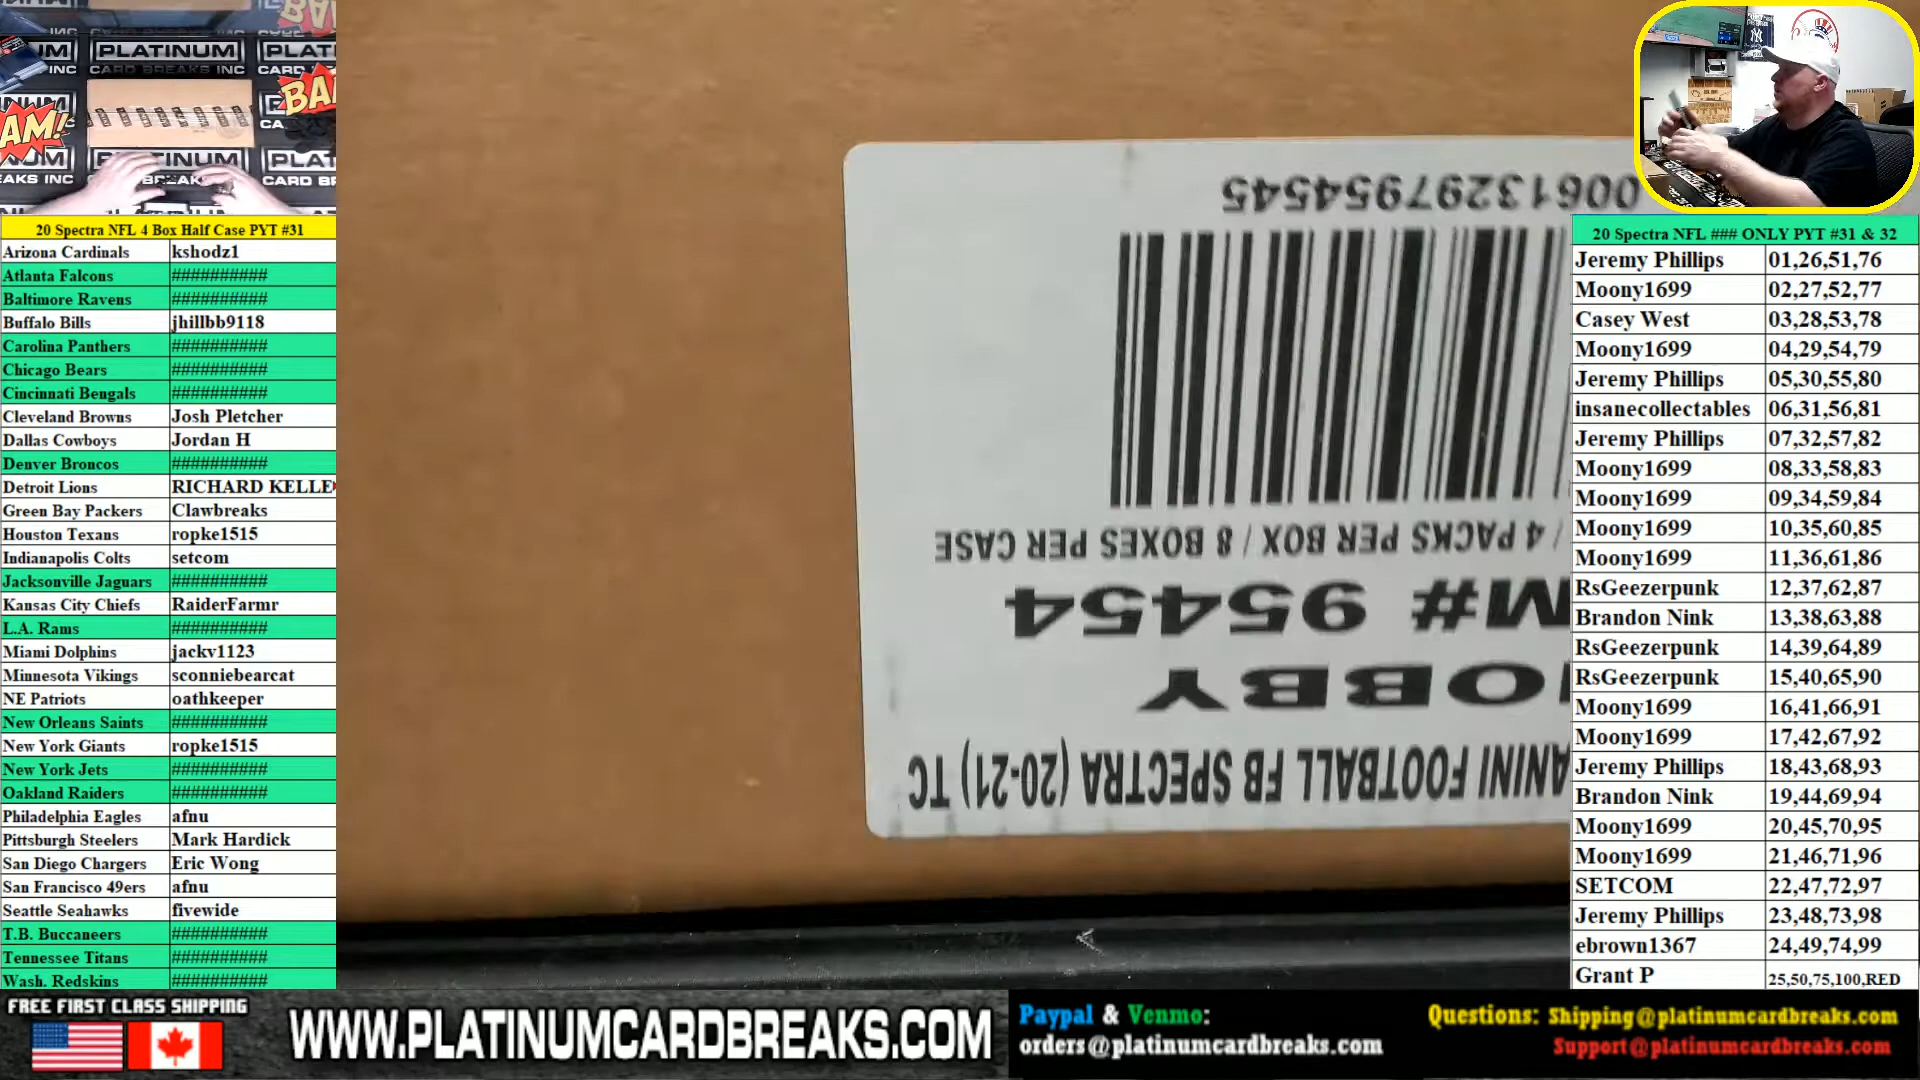 PLATINUM
CARD BREAKS INC
BAM!
20 Spectra NFL 4 Box Half Case PYT #31
Arizona Cardinals kshodz1
Atlanta Falcons ##########
Baltimore Ravens ##########
Buffalo Bills jhillbb9118
Carolina Panthers ##########
Chicago Bears ##########
Cincinnati Bengals ##########
Cleveland Browns Josh Pletcher
Dallas Cowboys Jordan H
Denver Broncos ##########
Detroit Lions RICHARD KELLE
Green Bay Packers Clawbreaks
Houston Texans ropke1515
Indianapolis Colts setcom
Jacksonville Jaguars ##########
Kansas City Chiefs RaiderFarmr
L.A. Rams ##########
Miami Dolphins jackv1123
Minnesota Vikings sconniebearcat
NE Patriots oathkeeper
New Orleans Saints ##########
New York Giants ropke1515
New York Jets ##########
Oakland Raiders ##########
Philadelphia Eagles afnu
Pittsburgh Steelers Mark Hardick
San Diego Chargers Eric Wong
San Francisco 49ers afnu
Seattle Seahawks fivewide
T.B. Buccaneers ##########
Tennessee Titans ##########
Wash. Redskins ##########
ANINI FOOTBALL FB SPECTRA (20-21) TC
OBBY
M# 95454
/ 4 PACKS PER BOX / 8 BOXES PER CASE
00613297954545
20 Spectra NFL ### ONLY PYT #31 & 32
Jeremy Phillips 01,26,51,76
Moony1699 02,27,52,77
Casey West 03,28,53,78
Moony1699 04,29,54,79
Jeremy Phillips 05,30,55,80
insanecollectables 06,31,56,81
Jeremy Phillips 07,32,57,82
Moony1699 08,33,58,83
Moony1699 09,34,59,84
Moony1699 10,35,60,85
Moony1699 11,36,61,86
RsGeezerpunk 12,37,62,87
Brandon Nink 13,38,63,88
RsGeezerpunk 14,39,64,89
RsGeezerpunk 15,40,65,90
Moony1699 16,41,66,91
Moony1699 17,42,67,92
Jeremy Phillips 18,43,68,93
Brandon Nink 19,44,69,94
Moony1699 20,45,70,95
Moony1699 21,46,71,96
SETCOM 22,47,72,97
Jeremy Phillips 23,48,73,98
ebrown1367 24,49,74,99
Grant P 25,50,75,100,RED
FREE FIRST CLASS SHIPPING
WWW.PLATINUMCARDBREAKS.COM
Paypal & Venmo:
orders@platinumcardbreaks.com
Questions: Shipping@platinumcardbreaks.com
Support@platinumcardbreaks.com